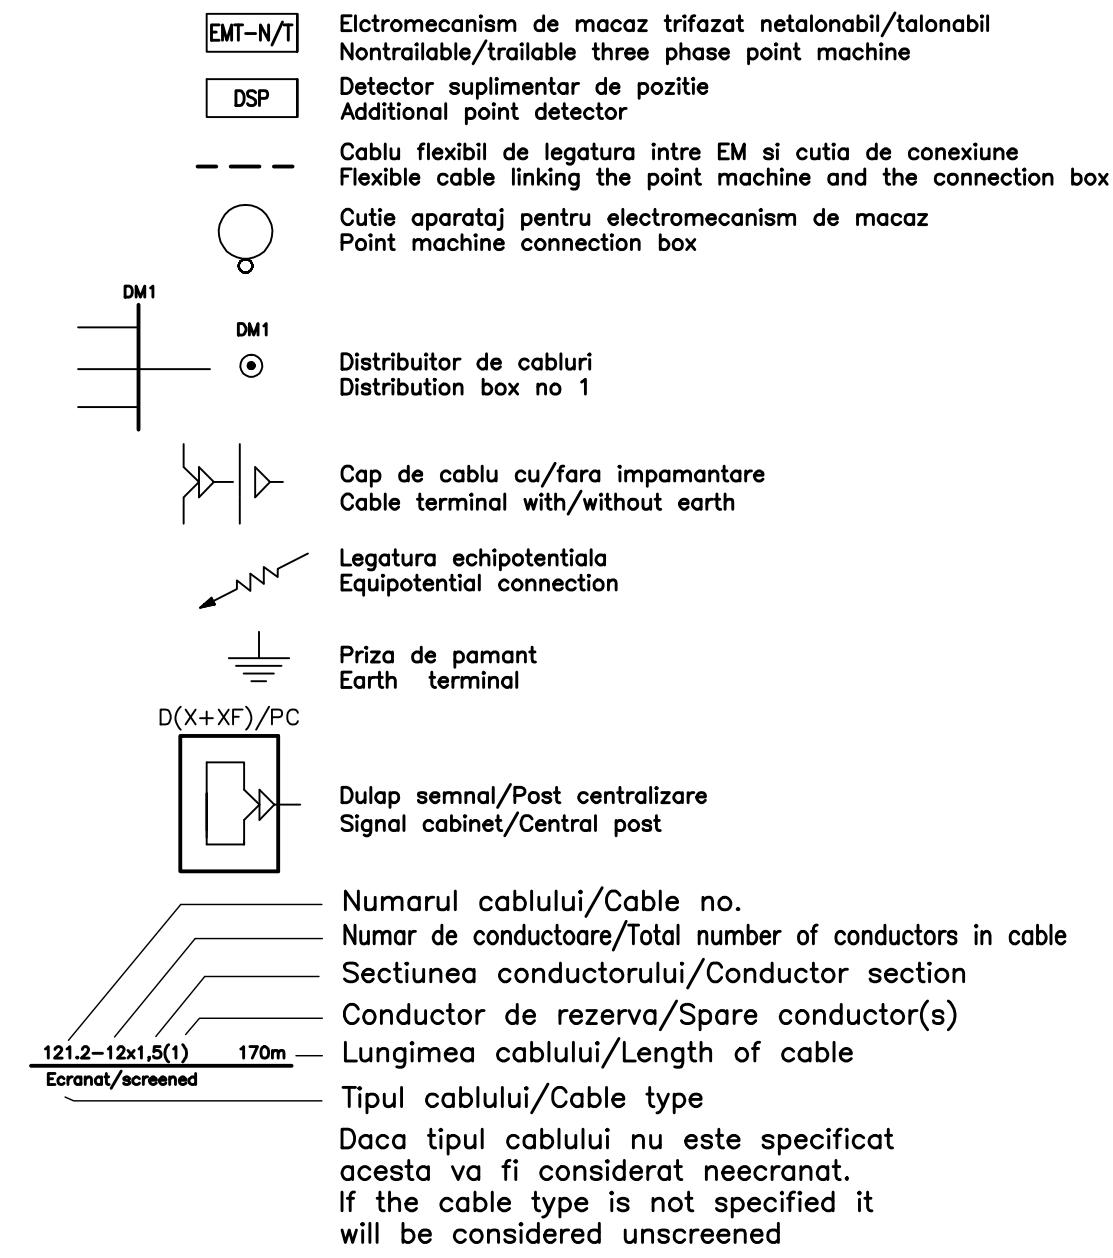 EMT-N/T
Elctromecanism de macaz trifazat netalonabil/talonabil
Nontrailable/trailable three phase point machine
DSP
Detector suplimentar de pozitie
Additional point detector
Cablu flexibil de legatura intre EM si cutia de conexiune
Flexible cable linking the point machine and the connection box
Cutie aparataj pentru electromecanism de macaz
Point machine connection box
DM1
DM1
Distribuitor de cabluri
Distribution box no 1
Cap de cablu cu/fara impamantare
Cable terminal with/without earth
Legatura echipotentiala
Equipotential connection
Priza de pamant
Earth terminal
D(X+XF)/PC
Dulap semnal/Post centralizare
Signal cabinet/Central post
Numarul cablului/Cable no.
Numar de conductoare/Total number of conductors in cable
Sectiunea conductorului/Conductor section
Conductor de rezerva/Spare conductor(s)
121.2-12x1,5(1) 170m
Lungimea cablului/Length of cable
Ecranat/screened
Tipul cablului/Cable type
Daca tipul cablului nu este specificat
acesta va fi considerat neecranat.
If the cable type is not specified it
will be considered unscreened